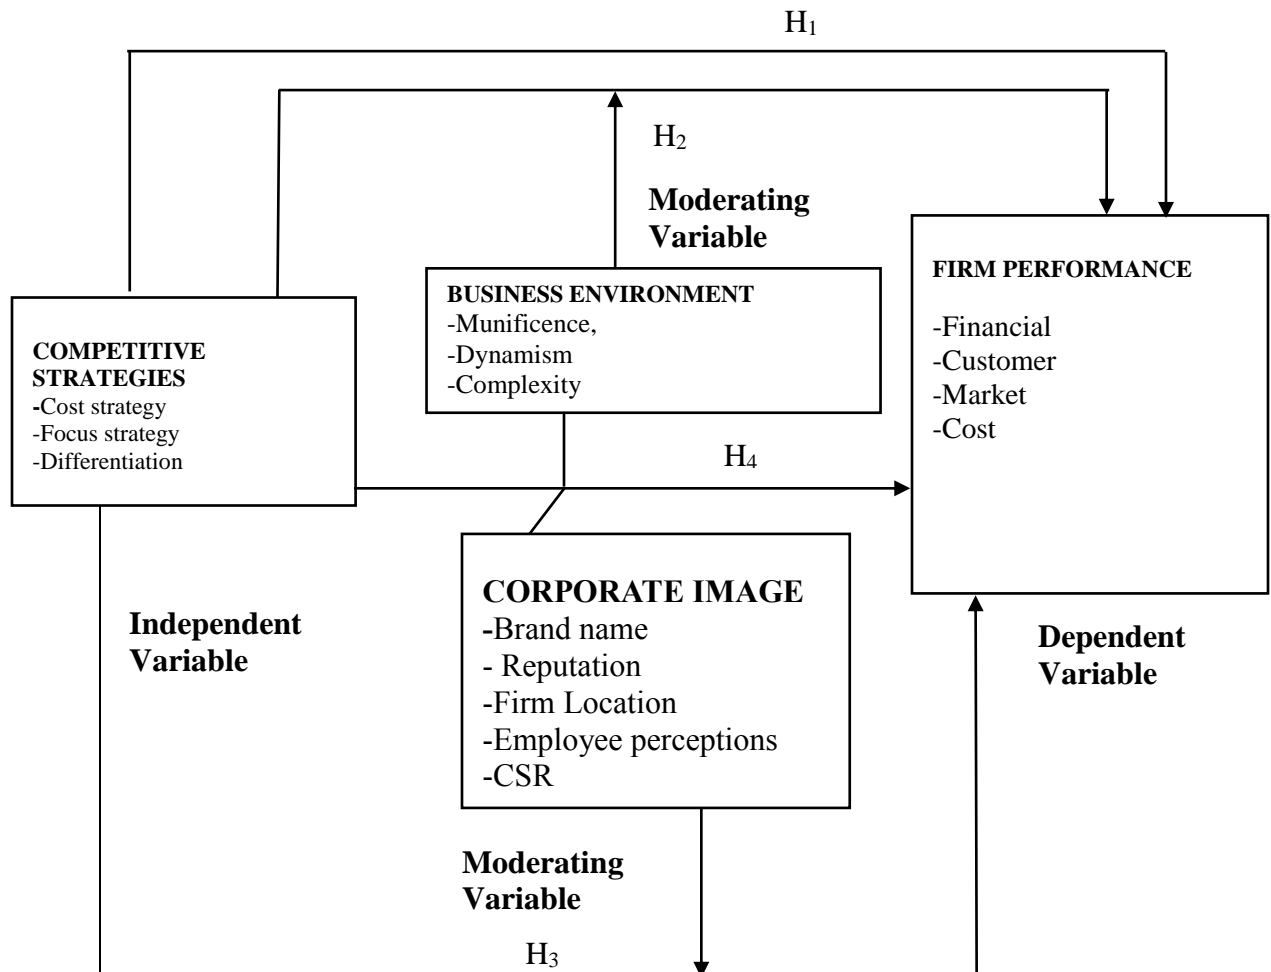 H₁
H₂
Moderating
Variable
BUSINESS ENVIRONMENT
-Munificence,
-Dynamism
-Complexity
FIRM PERFORMANCE
-Financial
-Customer
-Market
-Cost
COMPETITIVE
STRATEGIES
-Cost strategy
-Focus strategy
-Differentiation
H₄
CORPORATE IMAGE
-Brand name
- Reputation
-Firm Location
-Employee perceptions
-CSR
Independent
Variable
Dependent
Variable
Moderating
Variable
H₃